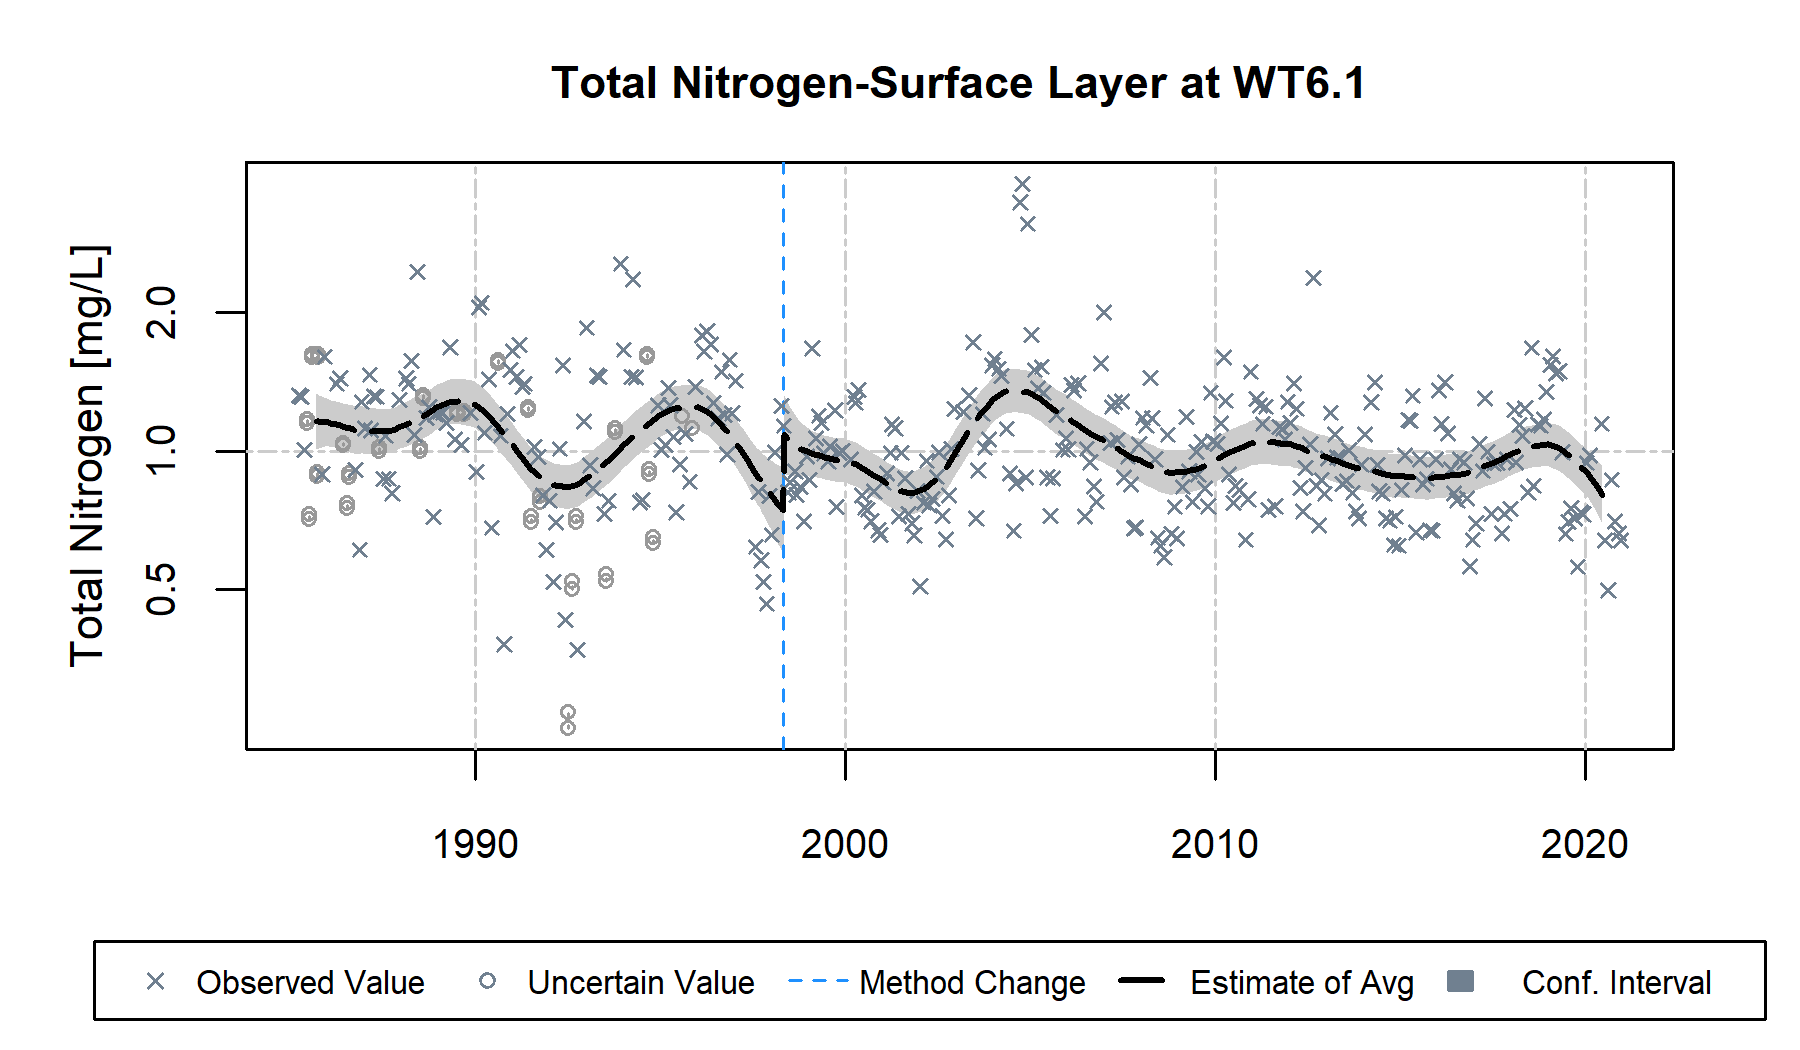 Total Nitrogen-Surface Layer at WT6.1
Total Nitrogen [mg/L]
2.0
1.0
0.5
1990 2000 2010 2020
Observed Value Uncertain Value Method Change Estimate of Avg Conf. Interval